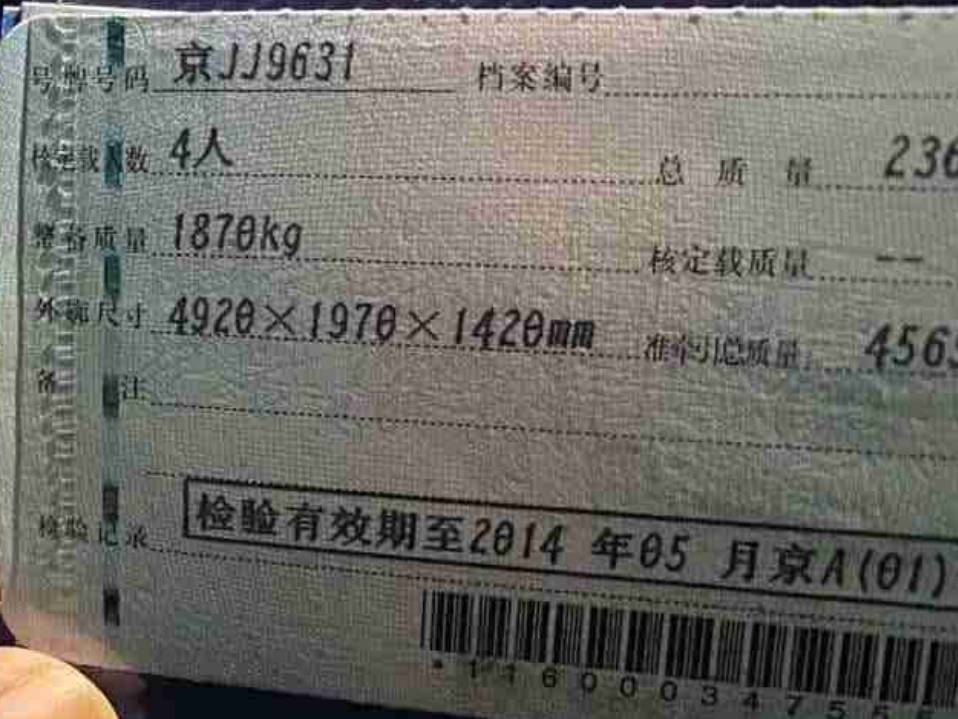 号牌号码 京JJ9631 档案编号
核定载人数 4人 总质量 236
整备质量 1870kg 核定载质量 --
外廓尺寸 4920×1970×1420mm 准牵引总质量 4565
备注
检验记录 检验有效期至2014年05月京A(01)
*1160003475